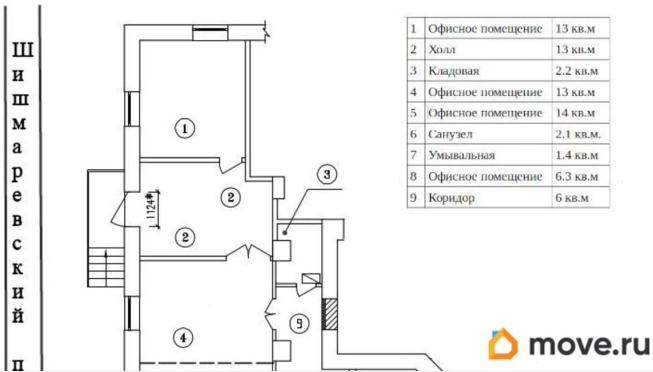 Шишмаревский п
1 Офисное помещение 13 кв.м
2 Холл 13 кв.м
3 Кладовая 2.2 кв.м
4 Офисное помещение 13 кв.м
5 Офисное помещение 14 кв.м
6 Санузел 2.1 кв.м.
7 Умывальная 1.4 кв.м
8 Офисное помещение 6.3 кв.м
9 Коридор 6 кв.м
1
3
2
1124*
2
9
4
move.ru